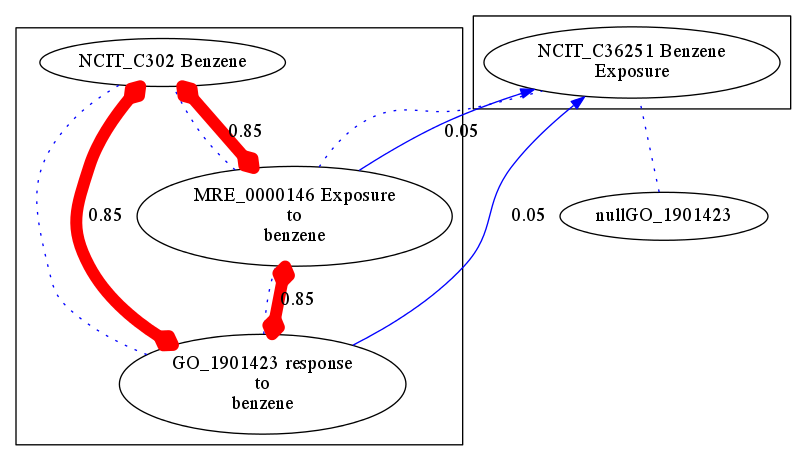 NCIT_C302 Benzene
NCIT_C36251 Benzene
Exposure
0.85
0.05
MRE_0000146 Exposure
to
benzene
0.85
0.05
nullGO_1901423
0.85
GO_1901423 response
to
benzene